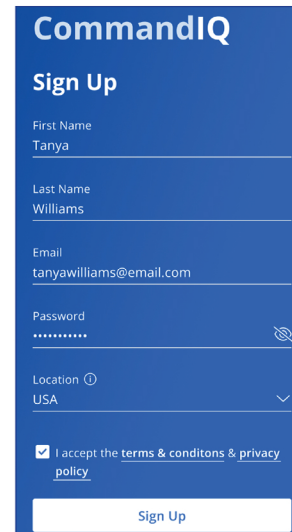 CommandIQ
Sign Up
First Name
Tanya
Last Name
Williams
Email
tanyawilliams@email.com
Password
•••••••••••
Location ⓘ
USA
I accept the terms & conditons & privacy
policy
Sign Up